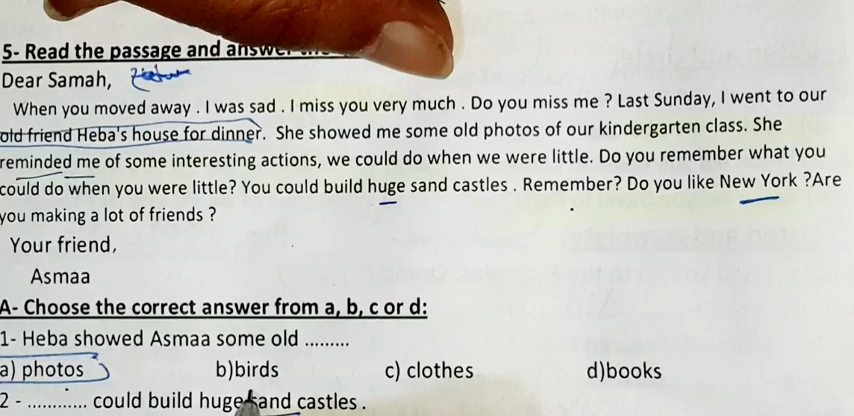 5- Read the passage and answer the
Dear Samah,
When you moved away . I was sad . I miss you very much . Do you miss me ? Last Sunday, I went to our
old friend Heba's house for dinner. She showed me some old photos of our kindergarten class. She
reminded me of some interesting actions, we could do when we were little. Do you remember what you
could do when you were little? You could build huge sand castles . Remember? Do you like New York ?Are
you making a lot of friends ?
Your friend,
Asmaa
A- Choose the correct answer from a, b, c or d:
1- Heba showed Asmaa some old .........
a) photos b)birds c) clothes d)books
2 - ............ could build huge sand castles .